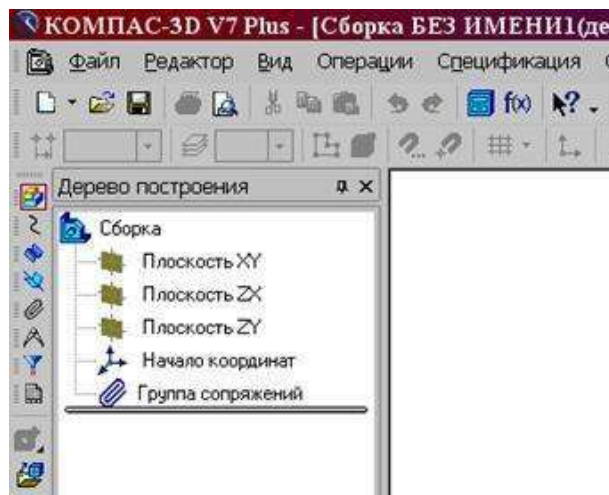 КОМПАС-3D V7 Plus - [Сборка БЕЗ ИМЕНИ1(де
Файл Редактор Вид Операции Спецификация
f(x) ?
Дерево построения
Сборка
Плоскость XY
Плоскость ZX
Плоскость ZY
Начало координат
Группа сопряжений